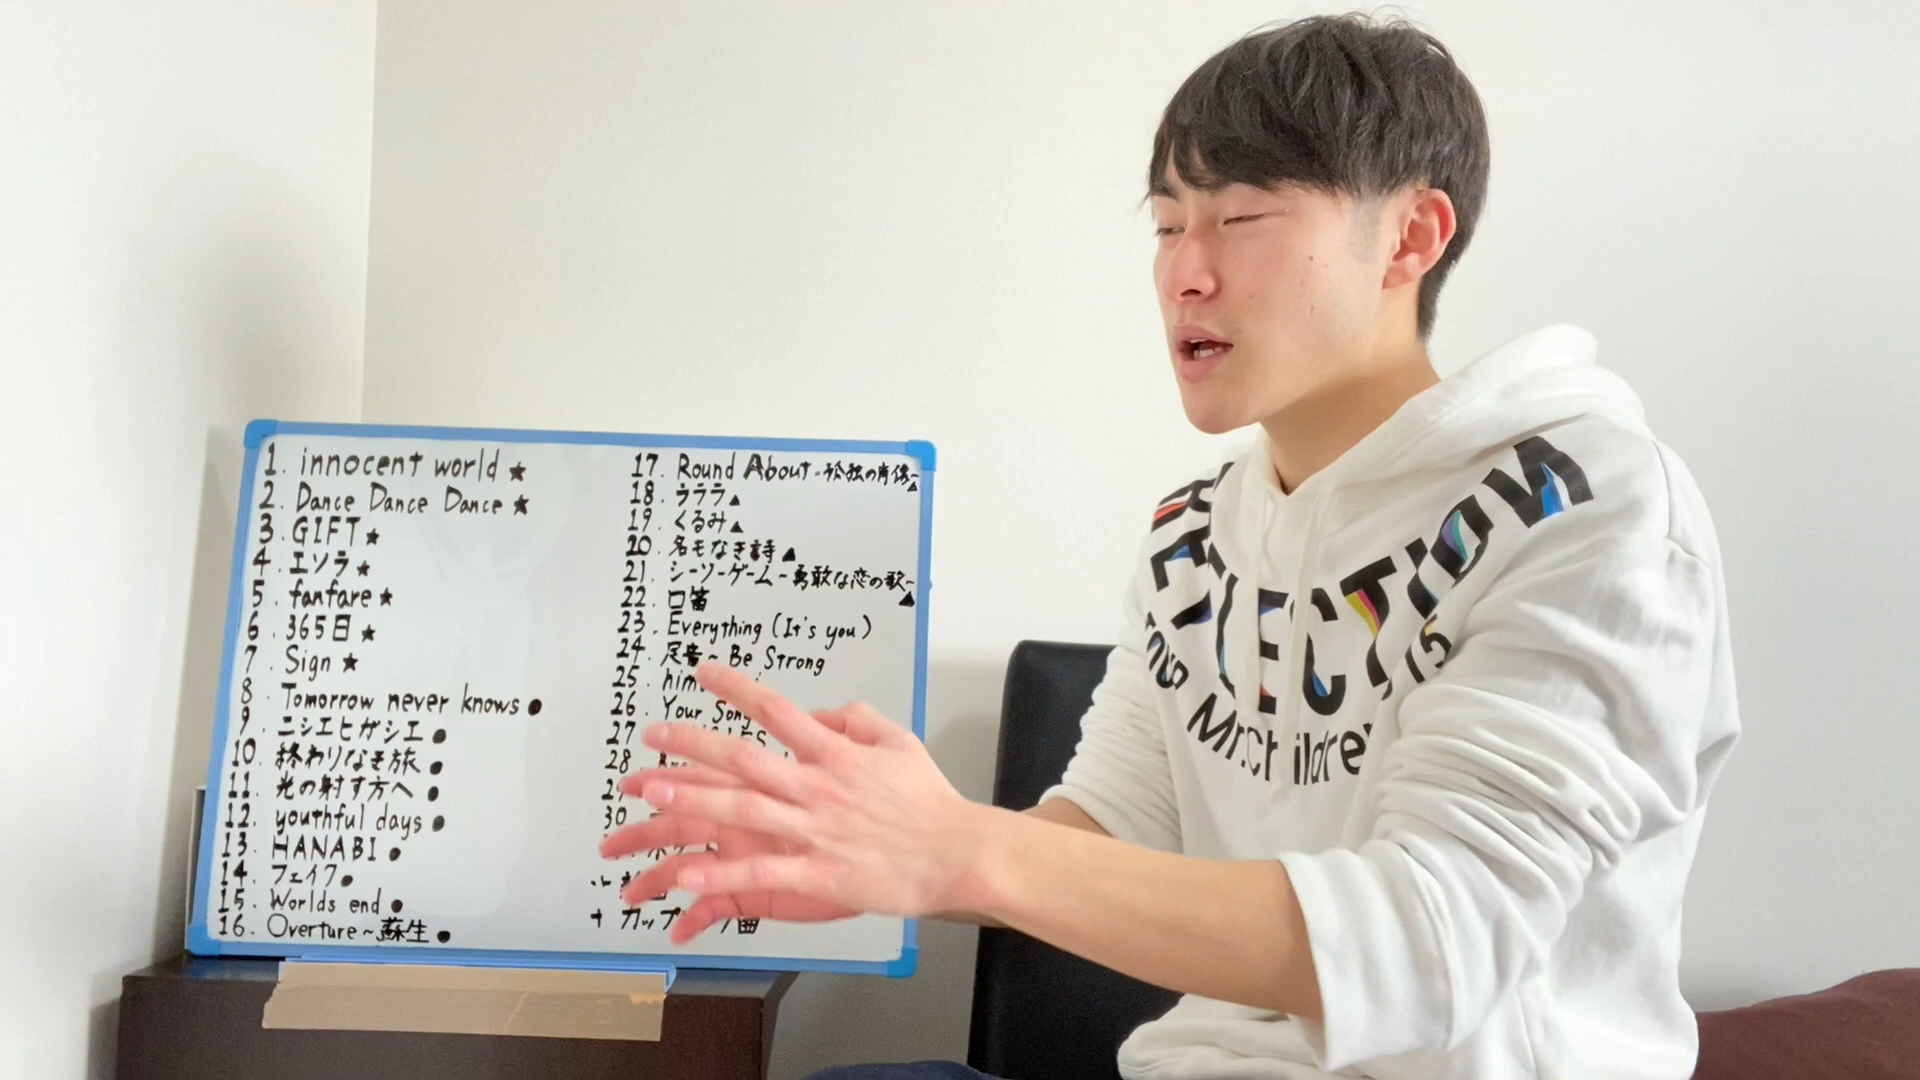 1. innocent world ★
2. Dance Dance Dance ★
3. GIFT ★
4. エソラ ★
5. fanfare ★
6. 365日 ★
7. Sign ★
8. Tomorrow never knows ●
9. ニシエヒガシエ ●
10. 終わりなき旅 ●
11. 光の射す方へ ●
12. youthful days ●
13. HANABI ●
14. フェイク ●
15. Worlds end ●
16. Overture~蘇生 ●
17. Round About~孤独の肖像~▲
18. ウララ ▲
19. くるみ ▲
20. 名もなき詩 ▲
21. シーソーゲーム~勇敢な恋の歌~▲
22. 口笛
23. Everything (It's you)
24. 足音~Be Strong
25.
26. Your Song
27.
28.
30
REFLECTION
Mr.Children